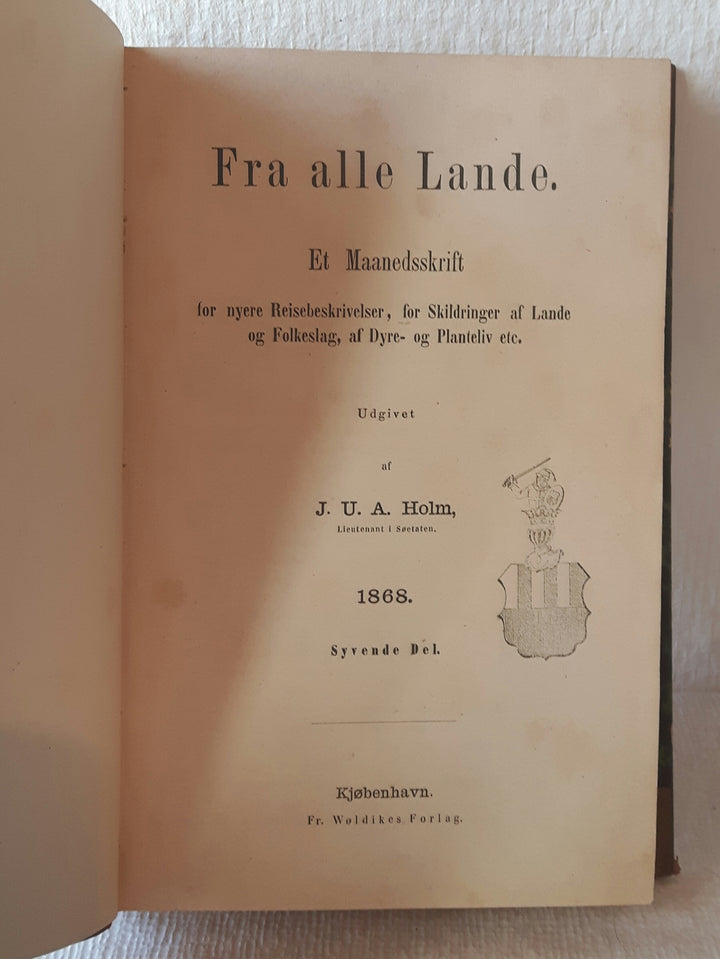 Fra alle Lande.
Et Maanedsskrift
for nyere Reisebeskrivelser, for Skildringer af Lande
og Folkeslag, af Dyre- og Planteliv etc.
Udgivet
af
J. U. A. Holm,
Lieutenant i Søetaten.
1868.
Syvende Del.
Kjøbenhavn.
Fr. Wøldikes Forlag.